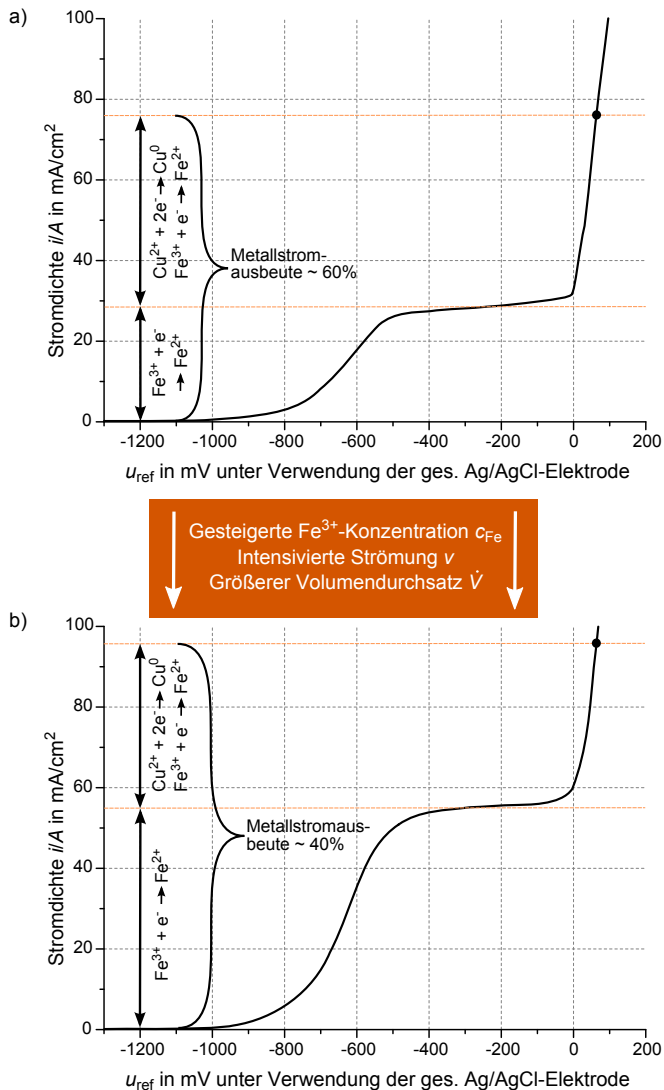 a)
100
80
60
40
20
0
Stromdichte i/A in mA/cm²
Cu²⁺ + 2e⁻ → Cu⁰
Fe³⁺ + e⁻ → Fe²⁺
Fe³⁺ + e⁻
→ Fe²⁺
Metallstrom-
ausbeute ~ 60%
-1200 -1000 -800 -600 -400 -200 0 200
u_ref in mV unter Verwendung der ges. Ag/AgCl-Elektrode
Gesteigerte Fe³⁺-Konzentration c_Fe
Intensivierte Strömung v
Größerer Volumendurchsatz V̇
b)
100
80
60
40
20
0
Stromdichte i/A in mA/cm²
Cu²⁺ + 2e⁻ → Cu⁰
Fe³⁺ + e⁻ → Fe²⁺
Fe³⁺ + e⁻ → Fe²⁺
Metallstromaus-
beute ~ 40%
-1200 -1000 -800 -600 -400 -200 0 200
u_ref in mV unter Verwendung der ges. Ag/AgCl-Elektrode